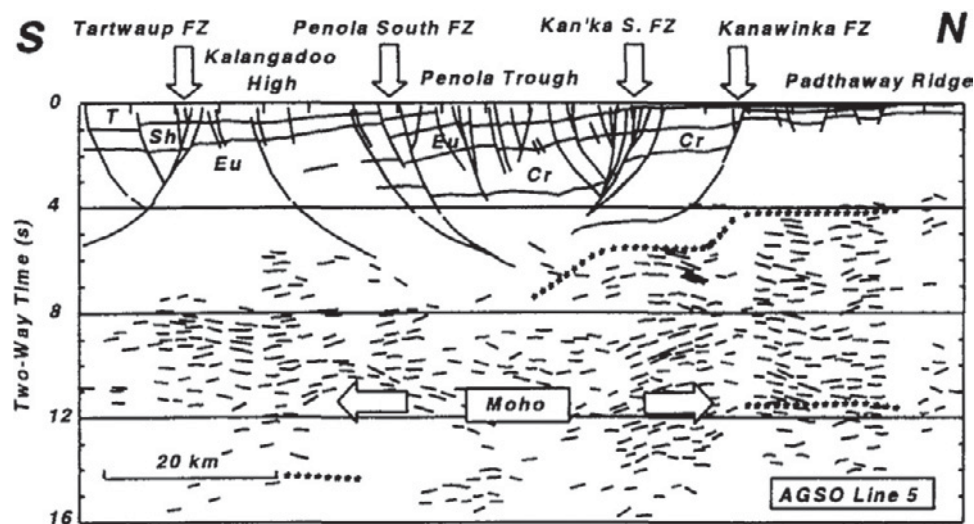 S
N
Tartwaup FZ
Penola South FZ
Kan'ka S. FZ
Kanawinka FZ
Kalangadoo
High
Penola Trough
Padthaway Ridge
0
T
Sh
Eu
Eu
Cr
Cr
4
Two-Way Time (s)
8
Moho
12
20 km
AGSO Line 5
16